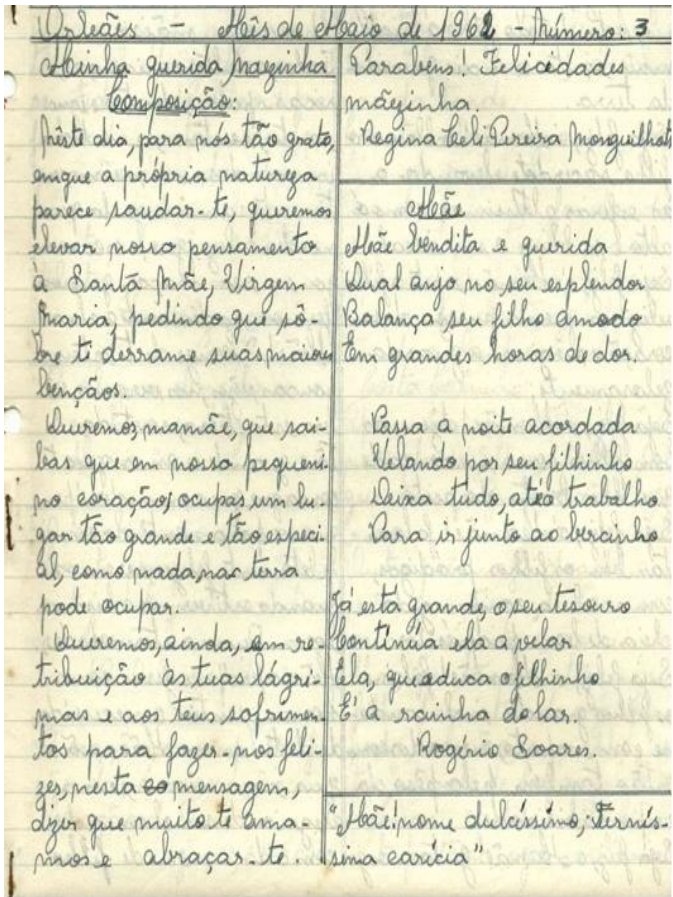 Orleães - Mês de Maio de 1962 - Número: 3
Minha querida mãezinha
Composição:
Nêste dia, para nós tão grato,
em que a própria natureza
parece saudar-te, queremos
elevar nosso pensamento
à Santa Mãe, Virgem
Maria, pedindo que sô-
bre ti derrame suas maiores
bençãos.
Queremos, mamãe, que sai-
bas que em nosso pequeni-
no coração, ocupas um lu-
gar tão grande e tão especi-
al, como nada, na terra
pode ocupar.
Queremos, ainda, em re-
tribuição às tuas lágri-
mas e aos teus sofrimen-
tos para fazer-nos feli-
zes, nesta mensagem,
dizer que muito te ama-
mos e abraçar-te.
Parabens! Felicidades
mãezinha.
Regina Celi Pereira Monguilhott
Mãe
Mãe bendita e querida
Qual anjo no seu esplendor
Balança seu filho amado
Em grandes horas de dor.
Passa a noite acordada
Velando por seu filhinho
Deixa tudo, até o trabalho
Para ir junto ao bercinho
Já está grande, o seu tesouro
Continúa ela a velar
Ela, que educa o filhinho
E' a rainha do lar.
Rogério Soares.
"Mãe! nome dulcíssimo, Ternís-
sima carícia"